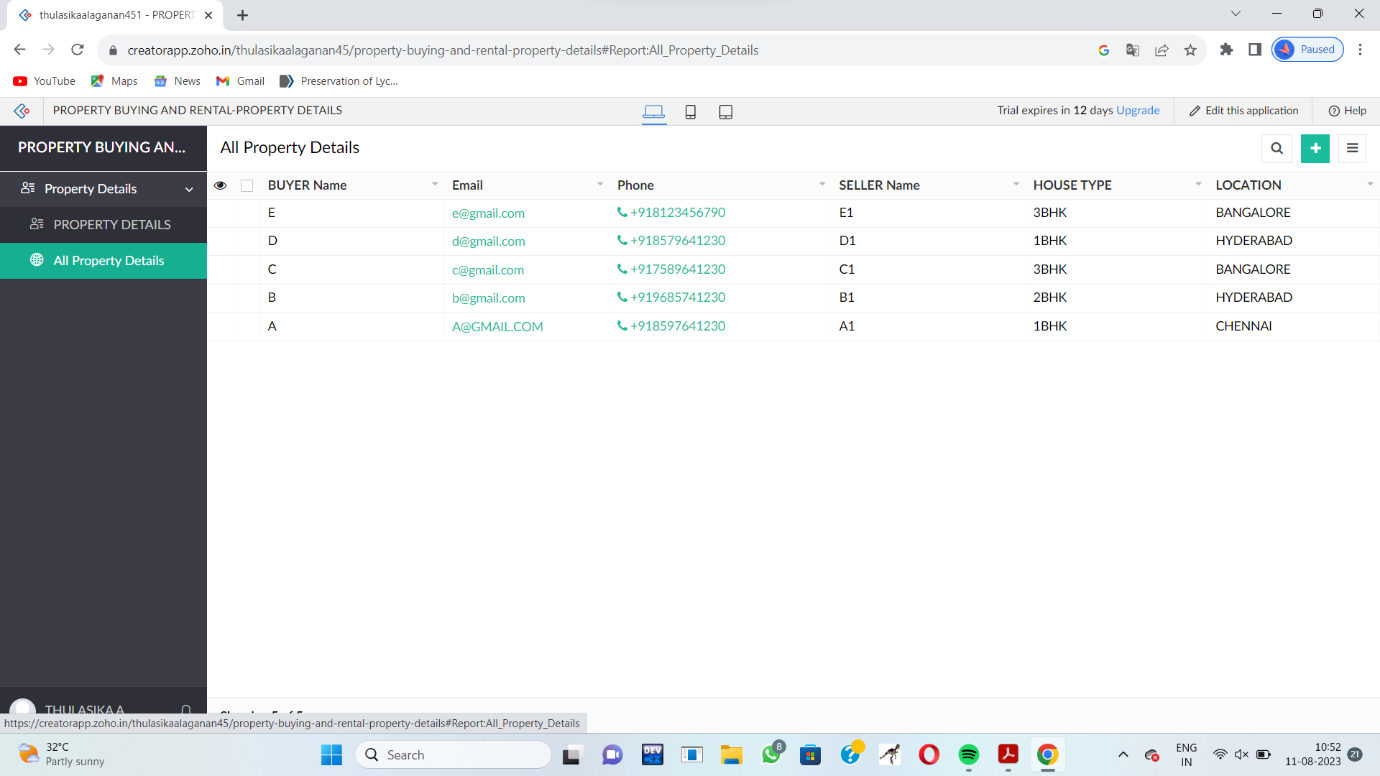 thulasikaalaganan451 - PROPERT
creatorapp.zoho.in/thulasikaalaganan45/property-buying-and-rental-property-details#Report:All_Property_Details
Paused
YouTube Maps News Gmail Preservation of Lyc...
PROPERTY BUYING AND RENTAL-PROPERTY DETAILS Trial expires in 12 days Upgrade Edit this application Help
PROPERTY BUYING AN... All Property Details
Property Details
PROPERTY DETAILS
All Property Details
BUYER Name Email Phone SELLER Name HOUSE TYPE LOCATION
E e@gmail.com +918123456790 E1 3BHK BANGALORE
D d@gmail.com +918579641230 D1 1BHK HYDERABAD
C c@gmail.com +917589641230 C1 3BHK BANGALORE
B b@gmail.com +919685741230 B1 2BHK HYDERABAD
A A@GMAIL.COM +918597641230 A1 1BHK CHENNAI
THULASIKA A
https://creatorapp.zoho.in/thulasikaalaganan45/property-buying-and-rental-property-details#Report:All_Property_Details
32°C
Partly sunny
Search
DEV
8
ENG
IN
10:52
11-08-2023
21